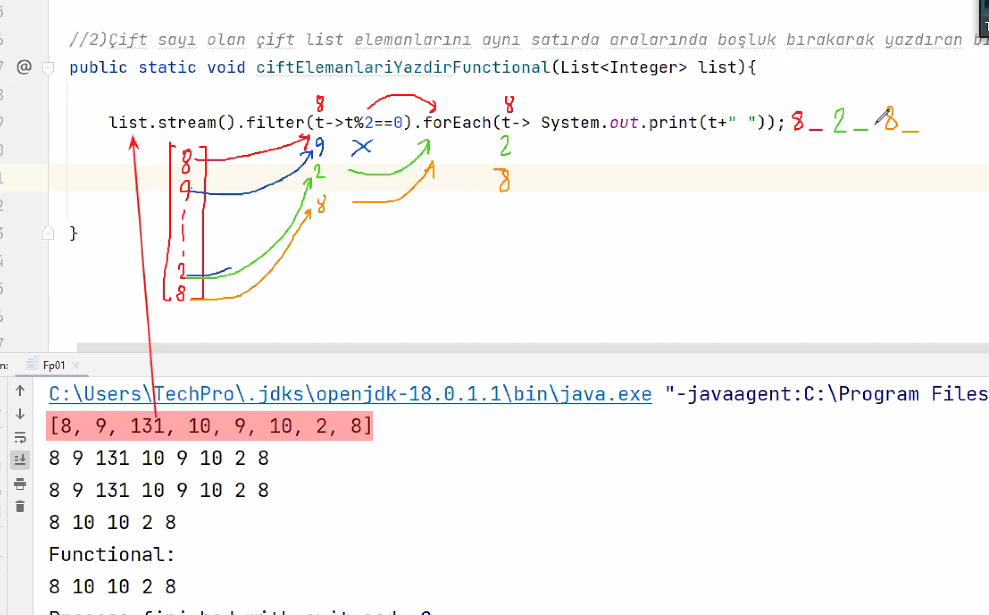 //2)Çift sayı olan çift list elemanlarını aynı satırda aralarında boşluk bırakarak yazdıran
public static void ciftElemanlariYazdirFunctional(List<Integer> list){
8 8
list.stream().filter(t->t%2==0).forEach(t-> System.out.print(t+" ")); 8 _ 2 _ 8 _
8 9 x 2
9 2 8
8
2
8
}
Fp01
C:\Users\TechPro\.jdks\openjdk-18.0.1.1\bin\java.exe "-javaagent:C:\Program Files
[8, 9, 131, 10, 9, 10, 2, 8]
8 9 131 10 9 10 2 8
8 9 131 10 9 10 2 8
8 10 10 2 8
Functional:
8 10 10 2 8